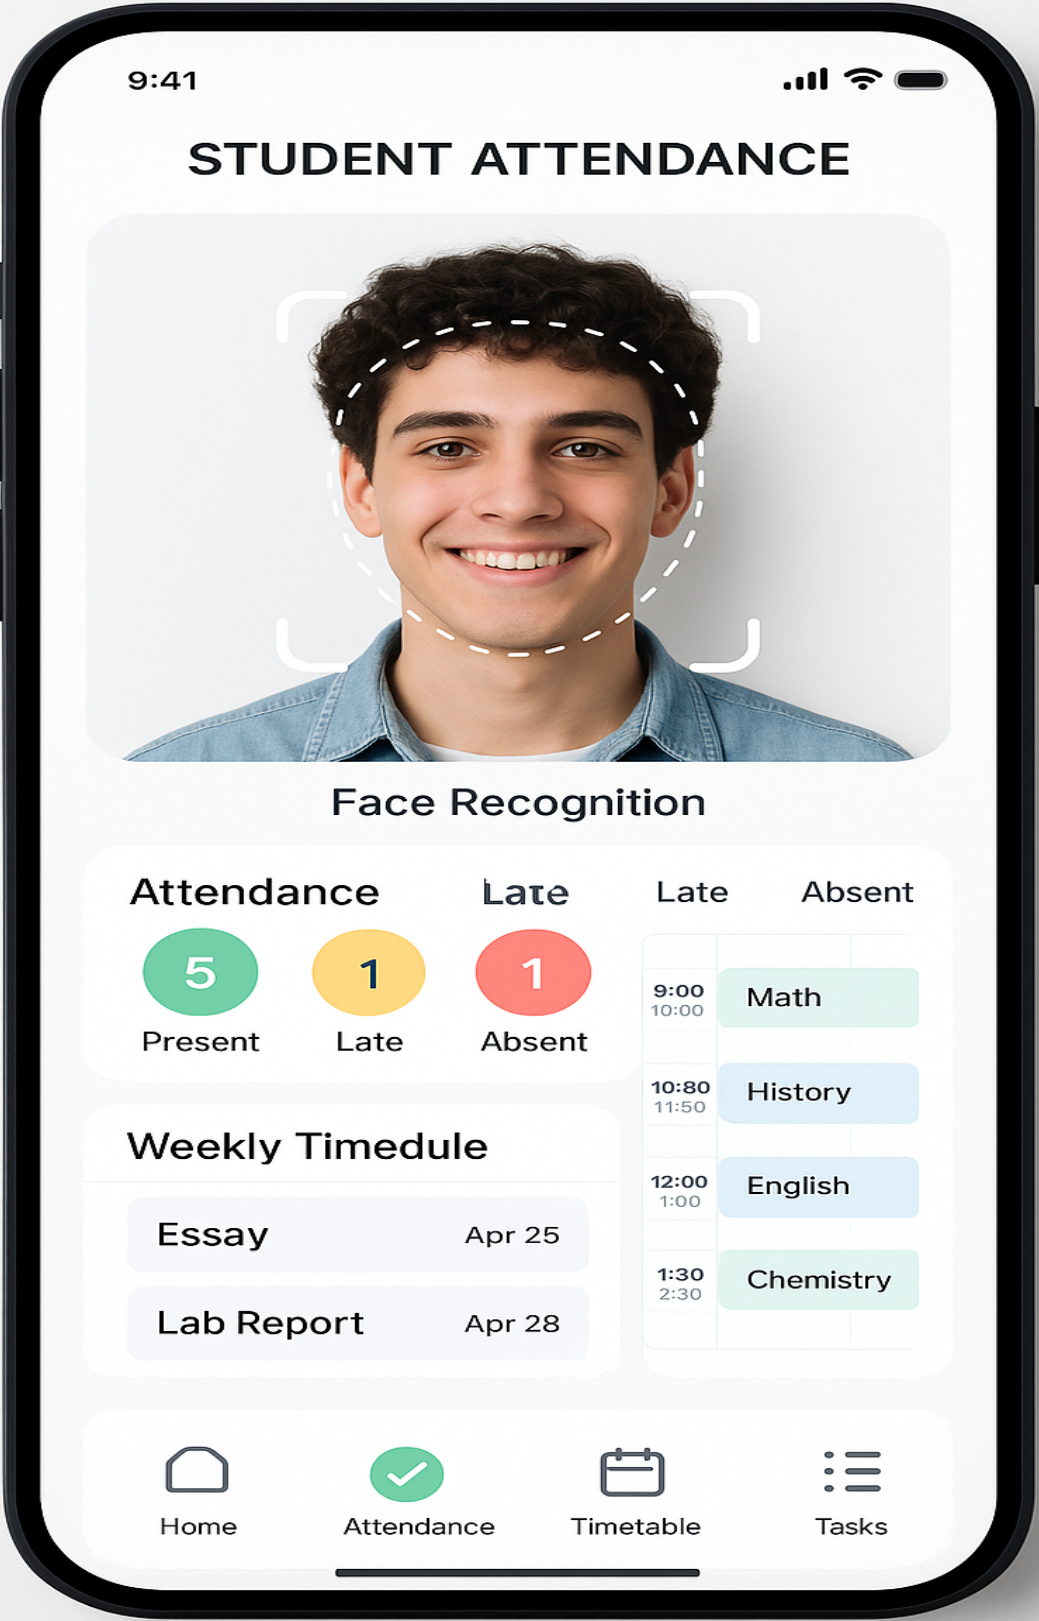 9:41
STUDENT ATTENDANCE
Face Recognition
Attendance Late
5 1 1
Present Late Absent
Late Absent
9:00 Math
10:00
10:80 History
11:50
12:00 English
1:00
1:30 Chemistry
2:30
Weekly Timedule
Essay Apr 25
Lab Report Apr 28
Home Attendance Timetable Tasks